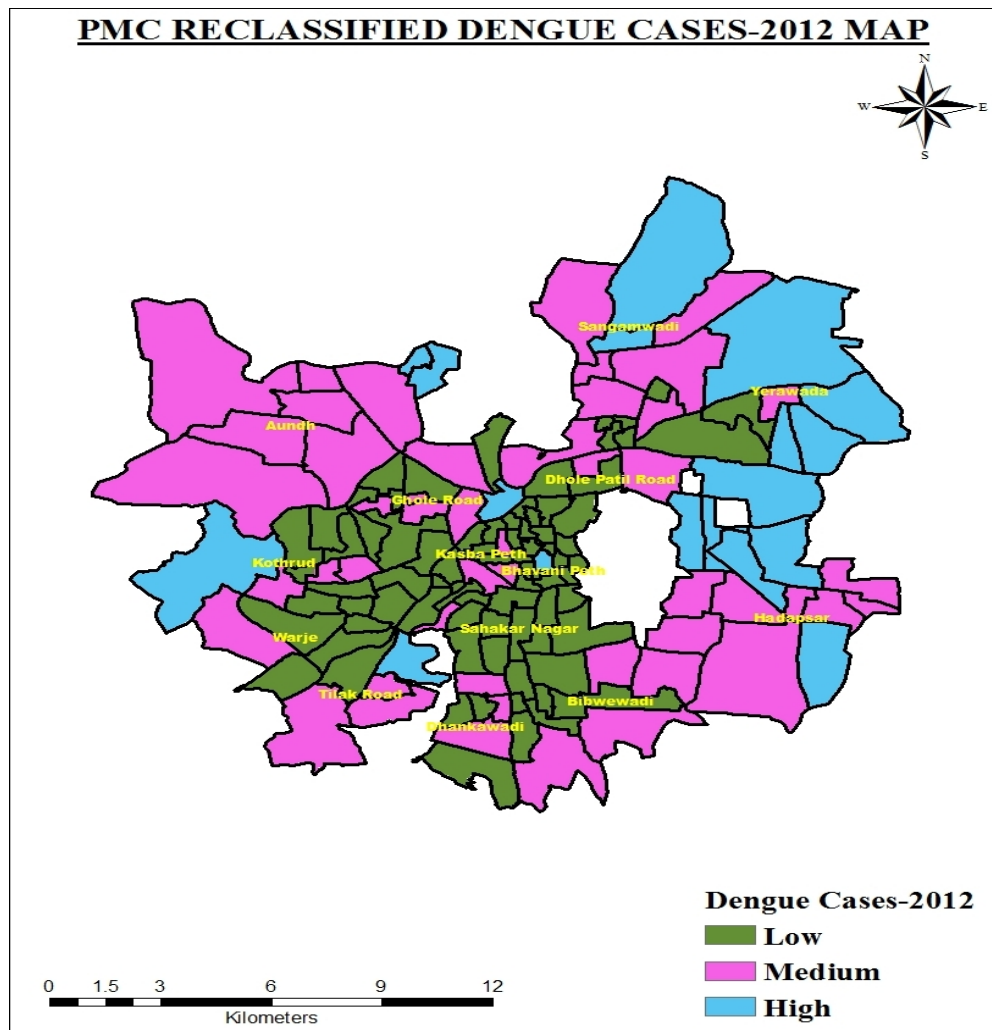 PMC RECLASSIFIED DENGUE CASES-2012 MAP
N
W E
S
Sangamwadi
Yerawada
Aundh
Dhole Patil Road
Ghole Road
Kasba Peth
Kothrud
Bhavani Peth
Hadapsar
Sahakar Nagar
Warje
Tilak Road
Bibwewadi
Dhankawadi
Dengue Cases-2012
Low
Medium
High
0 1.5 3 6 9 12
Kilometers